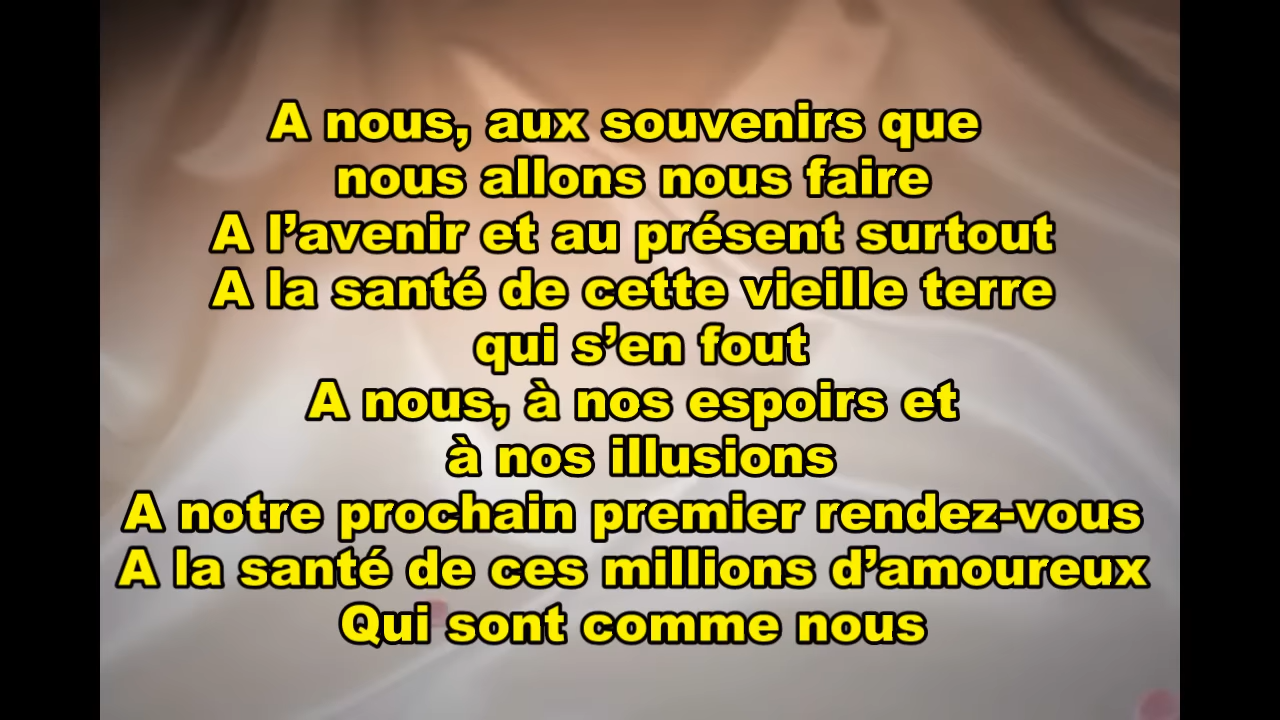 A nous, aux souvenirs que
nous allons nous faire
A l’avenir et au présent surtout
A la santé de cette vieille terre
qui s’en fout
A nous, à nos espoirs et
à nos illusions
A notre prochain premier rendez-vous
A la santé de ces millions d’amoureux
Qui sont comme nous